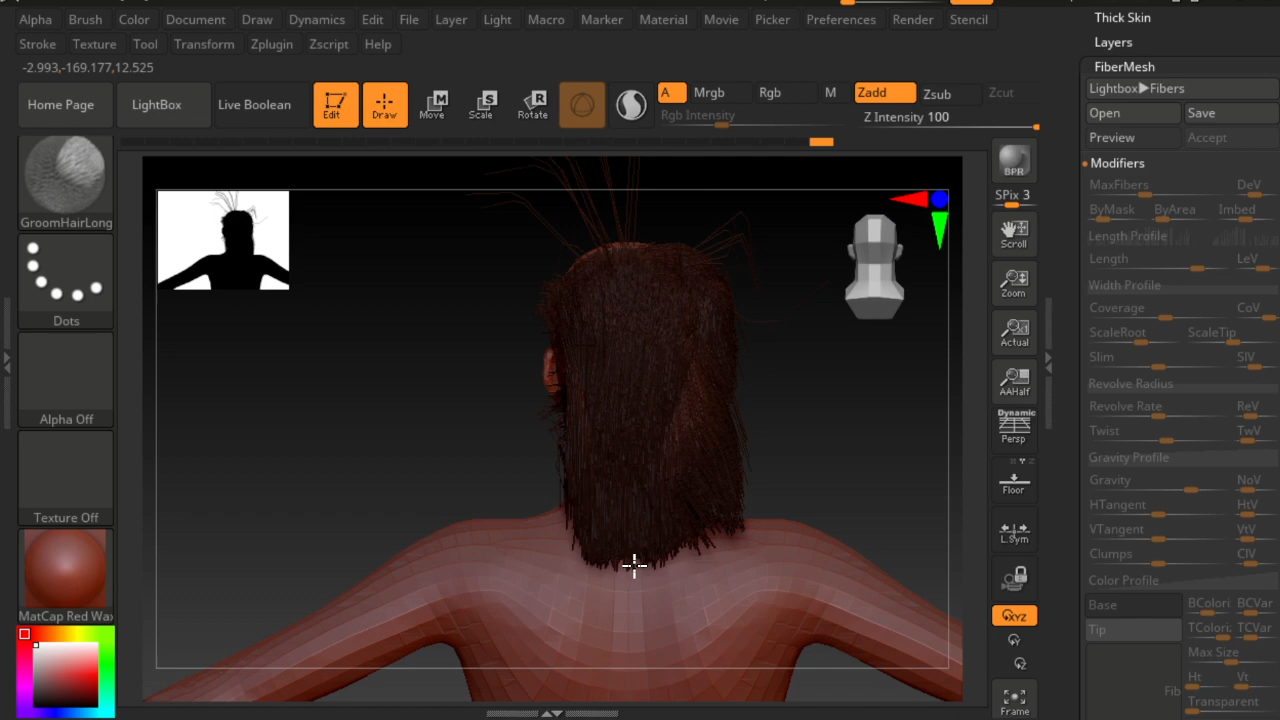 Alpha Brush Color Document Draw Dynamics Edit File Layer Light Macro Marker Material Movie Picker Preferences Render Stencil
Stroke Texture Tool Transform Zplugin Zscript Help
-2.993,-169.177,12.525
Home Page LightBox Live Boolean Edit Draw Move Scale Rotate A Mrgb Rgb M Zadd Zsub Zcut
Rgb Intensity Z Intensity 100
GroomHairLong
Dots
Alpha Off
Texture Off
MatCap Red Wax
BPR
SPix 3
Scroll
Zoom
Actual
AAHalf
Dynamic
Persp
Floor
L.Sym
XYZ
Y
Z
Frame
Thick Skin
Layers
FiberMesh
Lightbox▶Fibers
Open Save
Preview Accept
Modifiers
MaxFibers DeV
ByMask ByArea Imbed
Length Profile
Length LeV
Width Profile
Coverage CoV
ScaleRoot ScaleTip
Slim SlV
Revolve Radius
Revolve Rate ReV
Twist TwV
Gravity Profile
Gravity NoV
HTangent HtV
VTangent VtV
Clumps ClV
Color Profile
Base BColori BCVar
Tip TColori. TCVar
Max Size
Ht Vt
Fib
Transparent